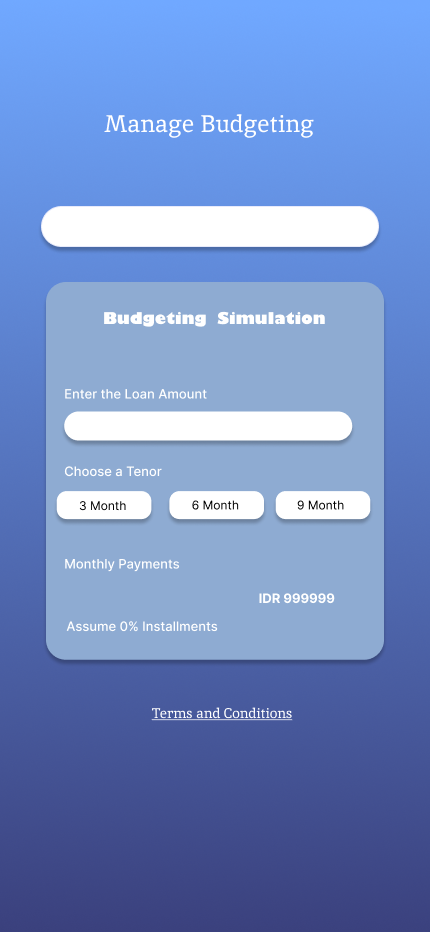 Manage Budgeting
Budgeting Simulation
Enter the Loan Amount
Choose a Tenor
3 Month 6 Month 9 Month
Monthly Payments
IDR 999999
Assume 0% Installments
Terms and Conditions